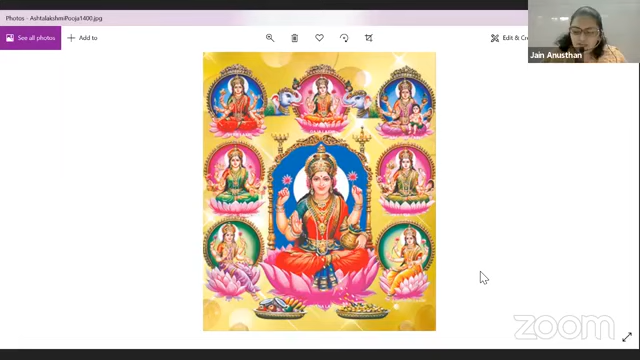 Photos - AshtalakshmiPooja1400.jpg
See all photos
Add to
Edit & Cre
Jain Anusthan
zoom